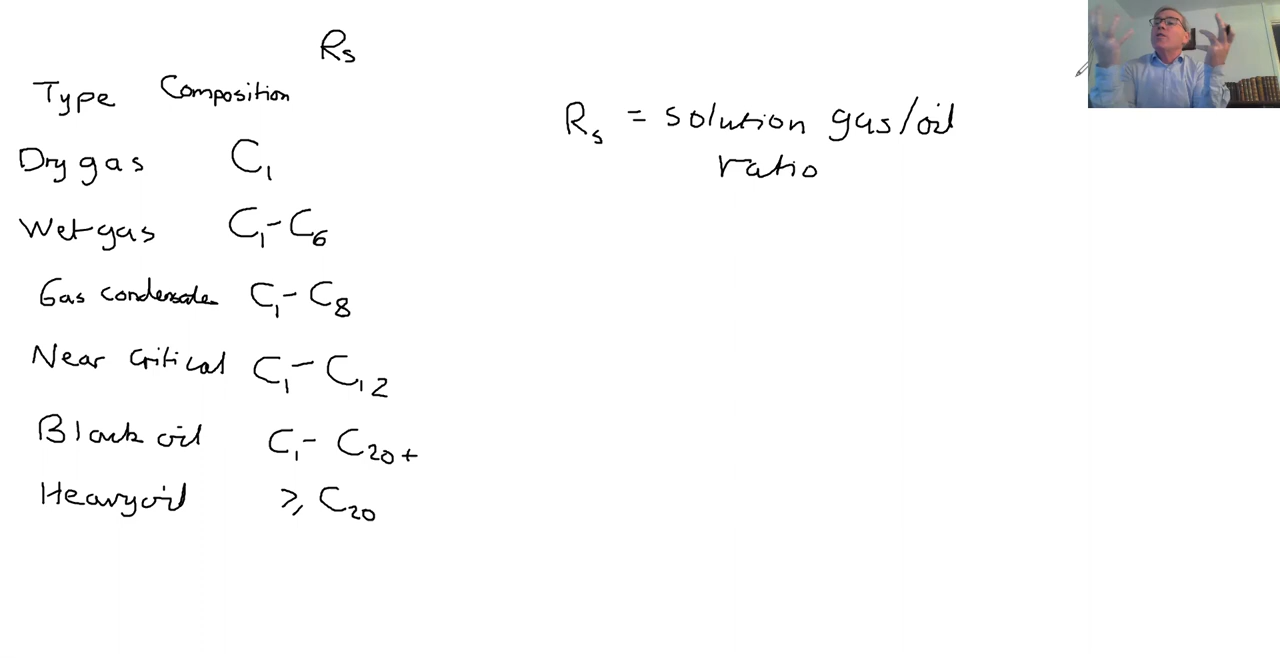 Rs
Type Composition
Dry gas C1
Wet gas C1-C6
Gas condensate C1-C8
Near critical C1-C12
Black oil C1-C20+
Heavy oil ⩾ C20
Rs = solution gas/oil
ratio